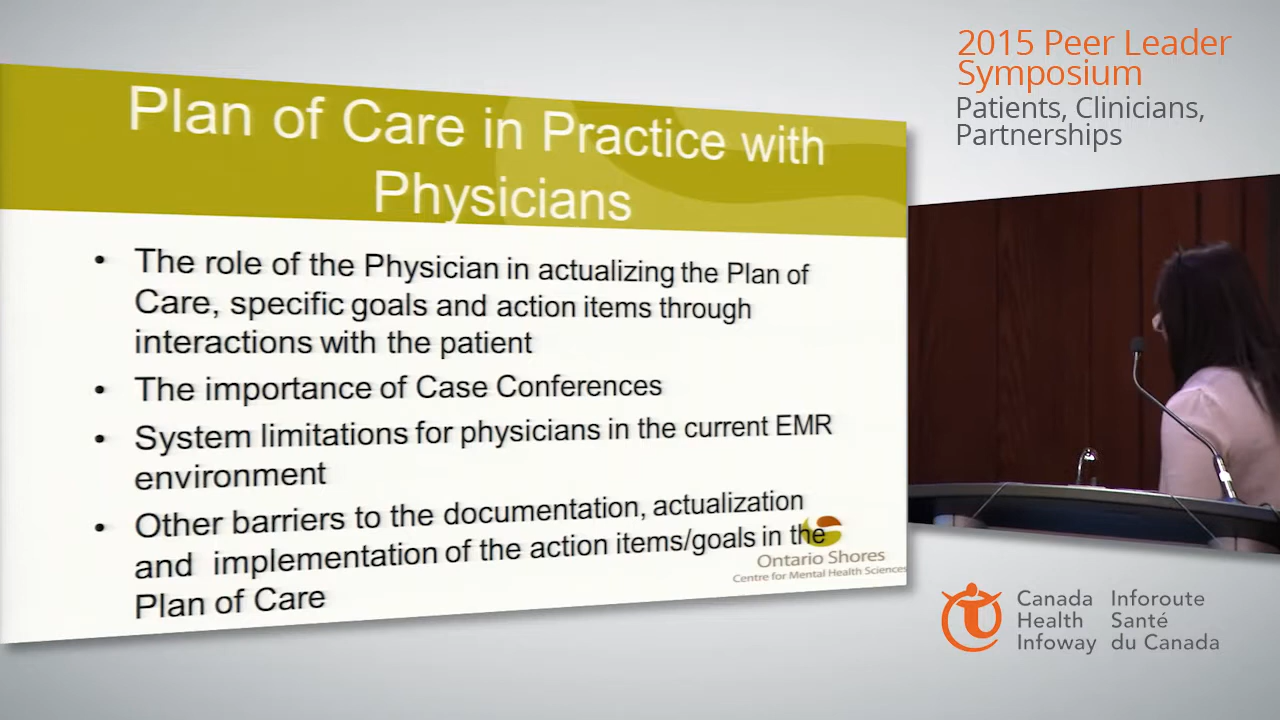 2015 Peer Leader
Symposium
Patients, Clinicians,
Partnerships
Plan of Care in Practice with
Physicians
• The role of the Physician in actualizing the Plan of
Care, specific goals and action items through
interactions with the patient
• The importance of Case Conferences
• System limitations for physicians in the current EMR
environment
• Other barriers to the documentation, actualization
and implementation of the action items/goals in the
Plan of Care
Ontario Shores
Centre for Mental Health Sciences
Canada
Health
Infoway
Inforoute
Santé
du Canada